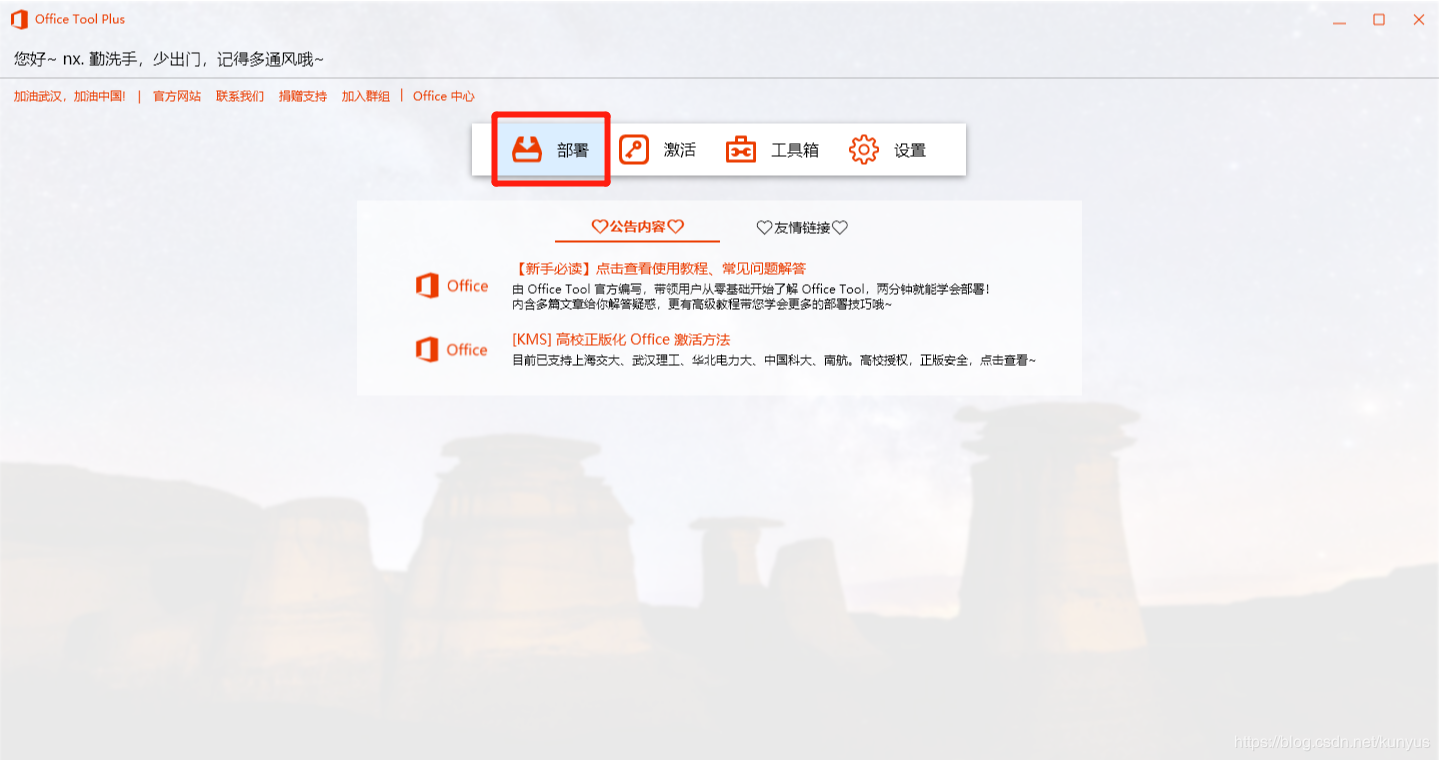 Office Tool Plus
您好~ nx. 勤洗手，少出门，记得多通风哦~
加油武汉，加油中国! | 官方网站 联系我们 捐赠支持 加入群组 | Office 中心
部署 激活 工具箱 设置
♡公告内容♡ ♡友情链接♡
【新手必读】点击查看使用教程、常见问题解答
Office
由 Office Tool 官方编写，带领用户从零基础开始了解 Office Tool，两分钟就能学会部署!
内含多篇文章给你解答疑惑，更有高级教程带您学会更多的部署技巧哦~
[KMS] 高校正版化 Office 激活方法
Office
目前已支持上海交大、武汉理工、华北电力大、中国科大、南航。高校授权，正版安全，点击查看~
https://blog.csdn.net/kunyus